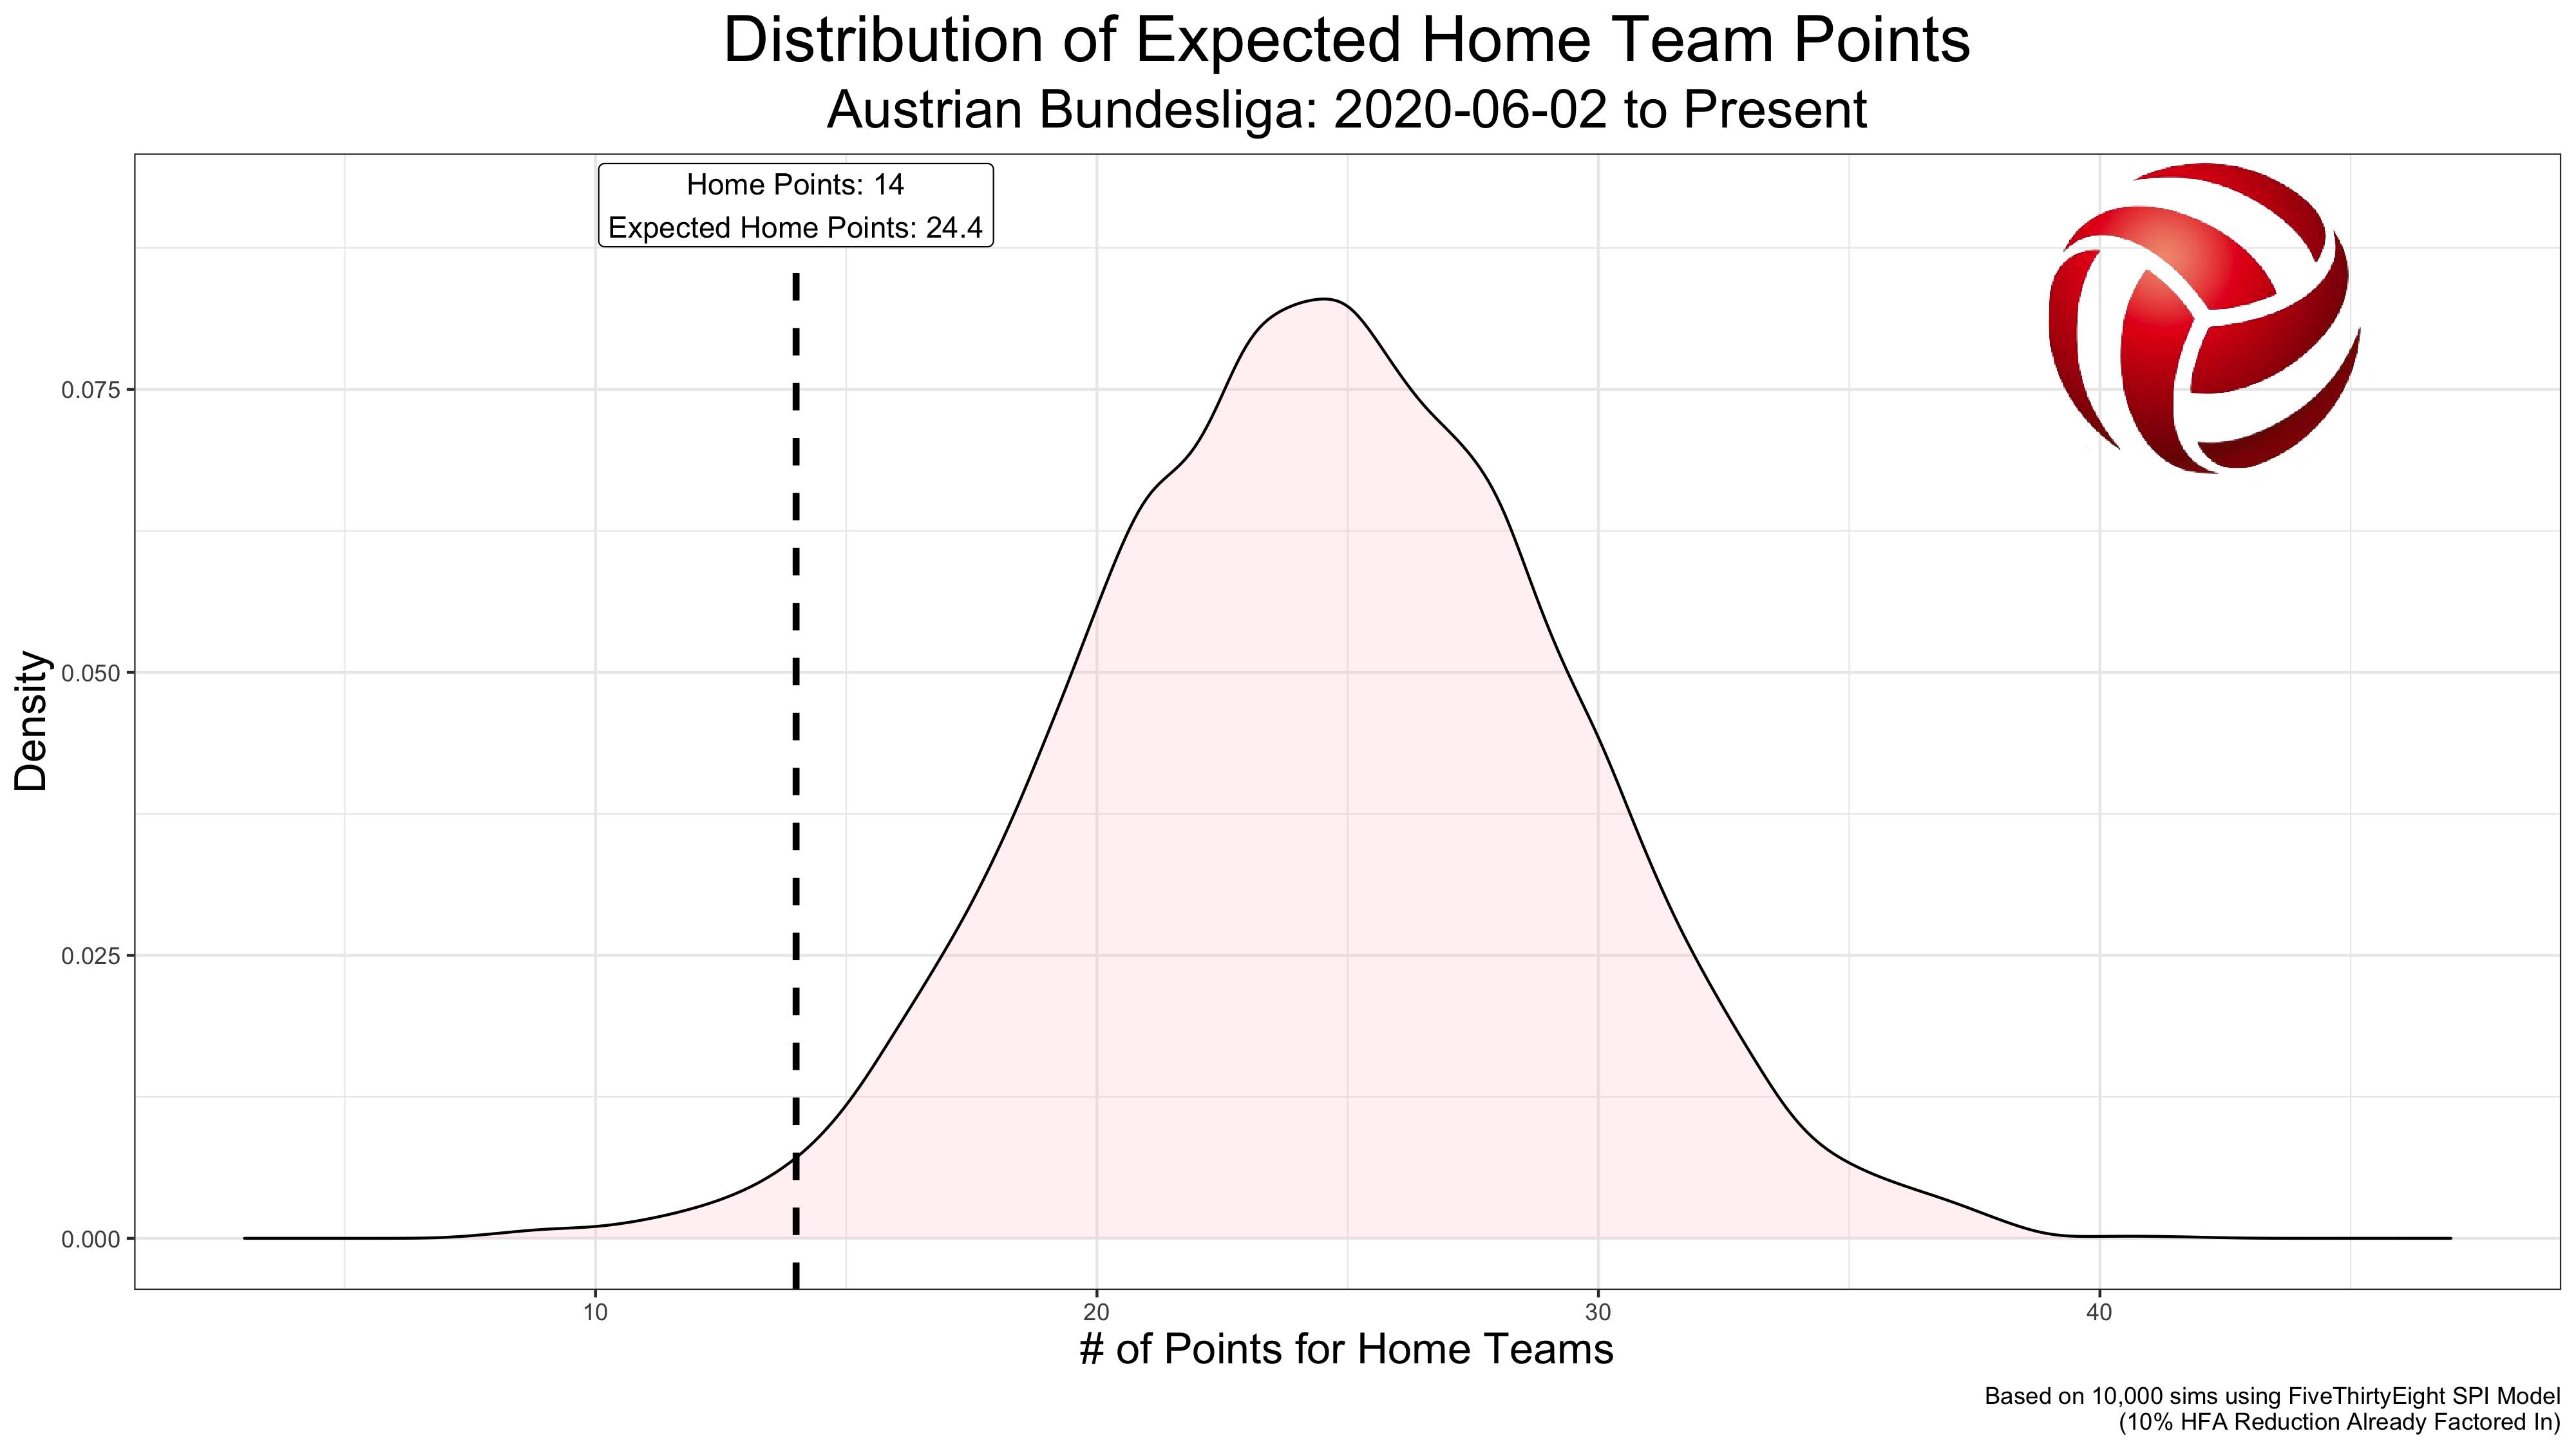 Distribution of Expected Home Team Points
Austrian Bundesliga: 2020-06-02 to Present
Home Points: 14
Expected Home Points: 24.4
Density
0.075
0.050
0.025
0.000
10
20
30
40
# of Points for Home Teams
Based on 10,000 sims using FiveThirtyEight SPI Model
(10% HFA Reduction Already Factored In)